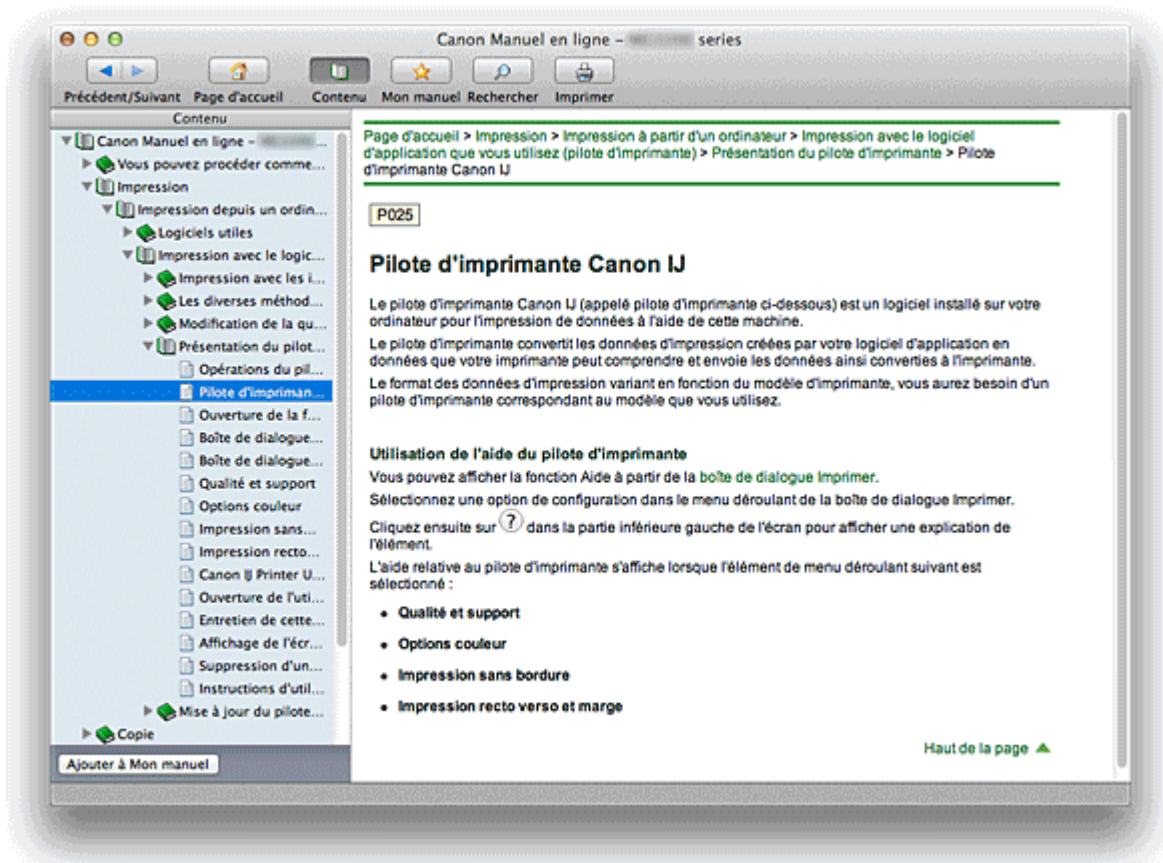 Canon Manuel en ligne – series
Précédent/Suivant Page d'accueil Contenu Mon manuel Rechercher Imprimer
Contenu
Canon Manuel en ligne – ...
Vous pouvez procéder comme...
Impression
Impression depuis un ordin...
Logiciels utiles
Impression avec le logic...
Impression avec les i...
Les diverses méthod...
Modification de la qu...
Présentation du pilot...
Opérations du pil...
Pilote d'impriman...
Ouverture de la f...
Boîte de dialogue...
Boîte de dialogue...
Qualité et support
Options couleur
Impression sans...
Impression recto...
Canon IJ Printer U...
Ouverture de l'uti...
Entretien de cette...
Affichage de l'écr...
Suppression d'un...
Instructions d'util...
Mise à jour du pilote...
Copie
Ajouter à Mon manuel
Page d'accueil > Impression > Impression à partir d'un ordinateur > Impression avec le logiciel
d'application que vous utilisez (pilote d'imprimante) > Présentation du pilote d'imprimante > Pilote
d'imprimante Canon IJ
P025
Pilote d'imprimante Canon IJ
Le pilote d'imprimante Canon IJ (appelé pilote d'imprimante ci-dessous) est un logiciel installé sur votre
ordinateur pour l'impression de données à l'aide de cette machine.
Le pilote d'imprimante convertit les données d'impression créées par votre logiciel d'application en
données que votre imprimante peut comprendre et envoie les données ainsi converties à l'imprimante.
Le format des données d'impression variant en fonction du modèle d'imprimante, vous aurez besoin d'un
pilote d'imprimante correspondant au modèle que vous utilisez.
Utilisation de l'aide du pilote d'imprimante
Vous pouvez afficher la fonction Aide à partir de la boîte de dialogue Imprimer.
Sélectionnez une option de configuration dans le menu déroulant de la boîte de dialogue Imprimer.
Cliquez ensuite sur ? dans la partie inférieure gauche de l'écran pour afficher une explication de
l'élément.
L'aide relative au pilote d'imprimante s'affiche lorsque l'élément de menu déroulant suivant est
sélectionné :
• Qualité et support
• Options couleur
• Impression sans bordure
• Impression recto verso et marge
Haut de la page